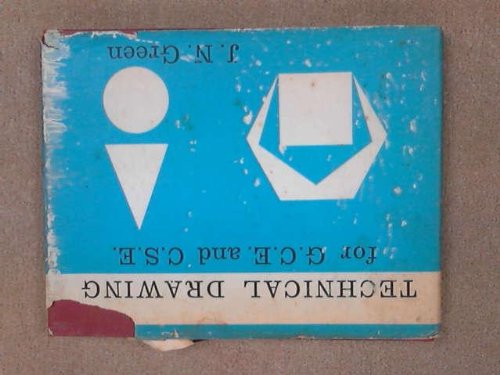 TECHNICAL DRAWING
for G.C.E. and C.S.E.
J. N. Green